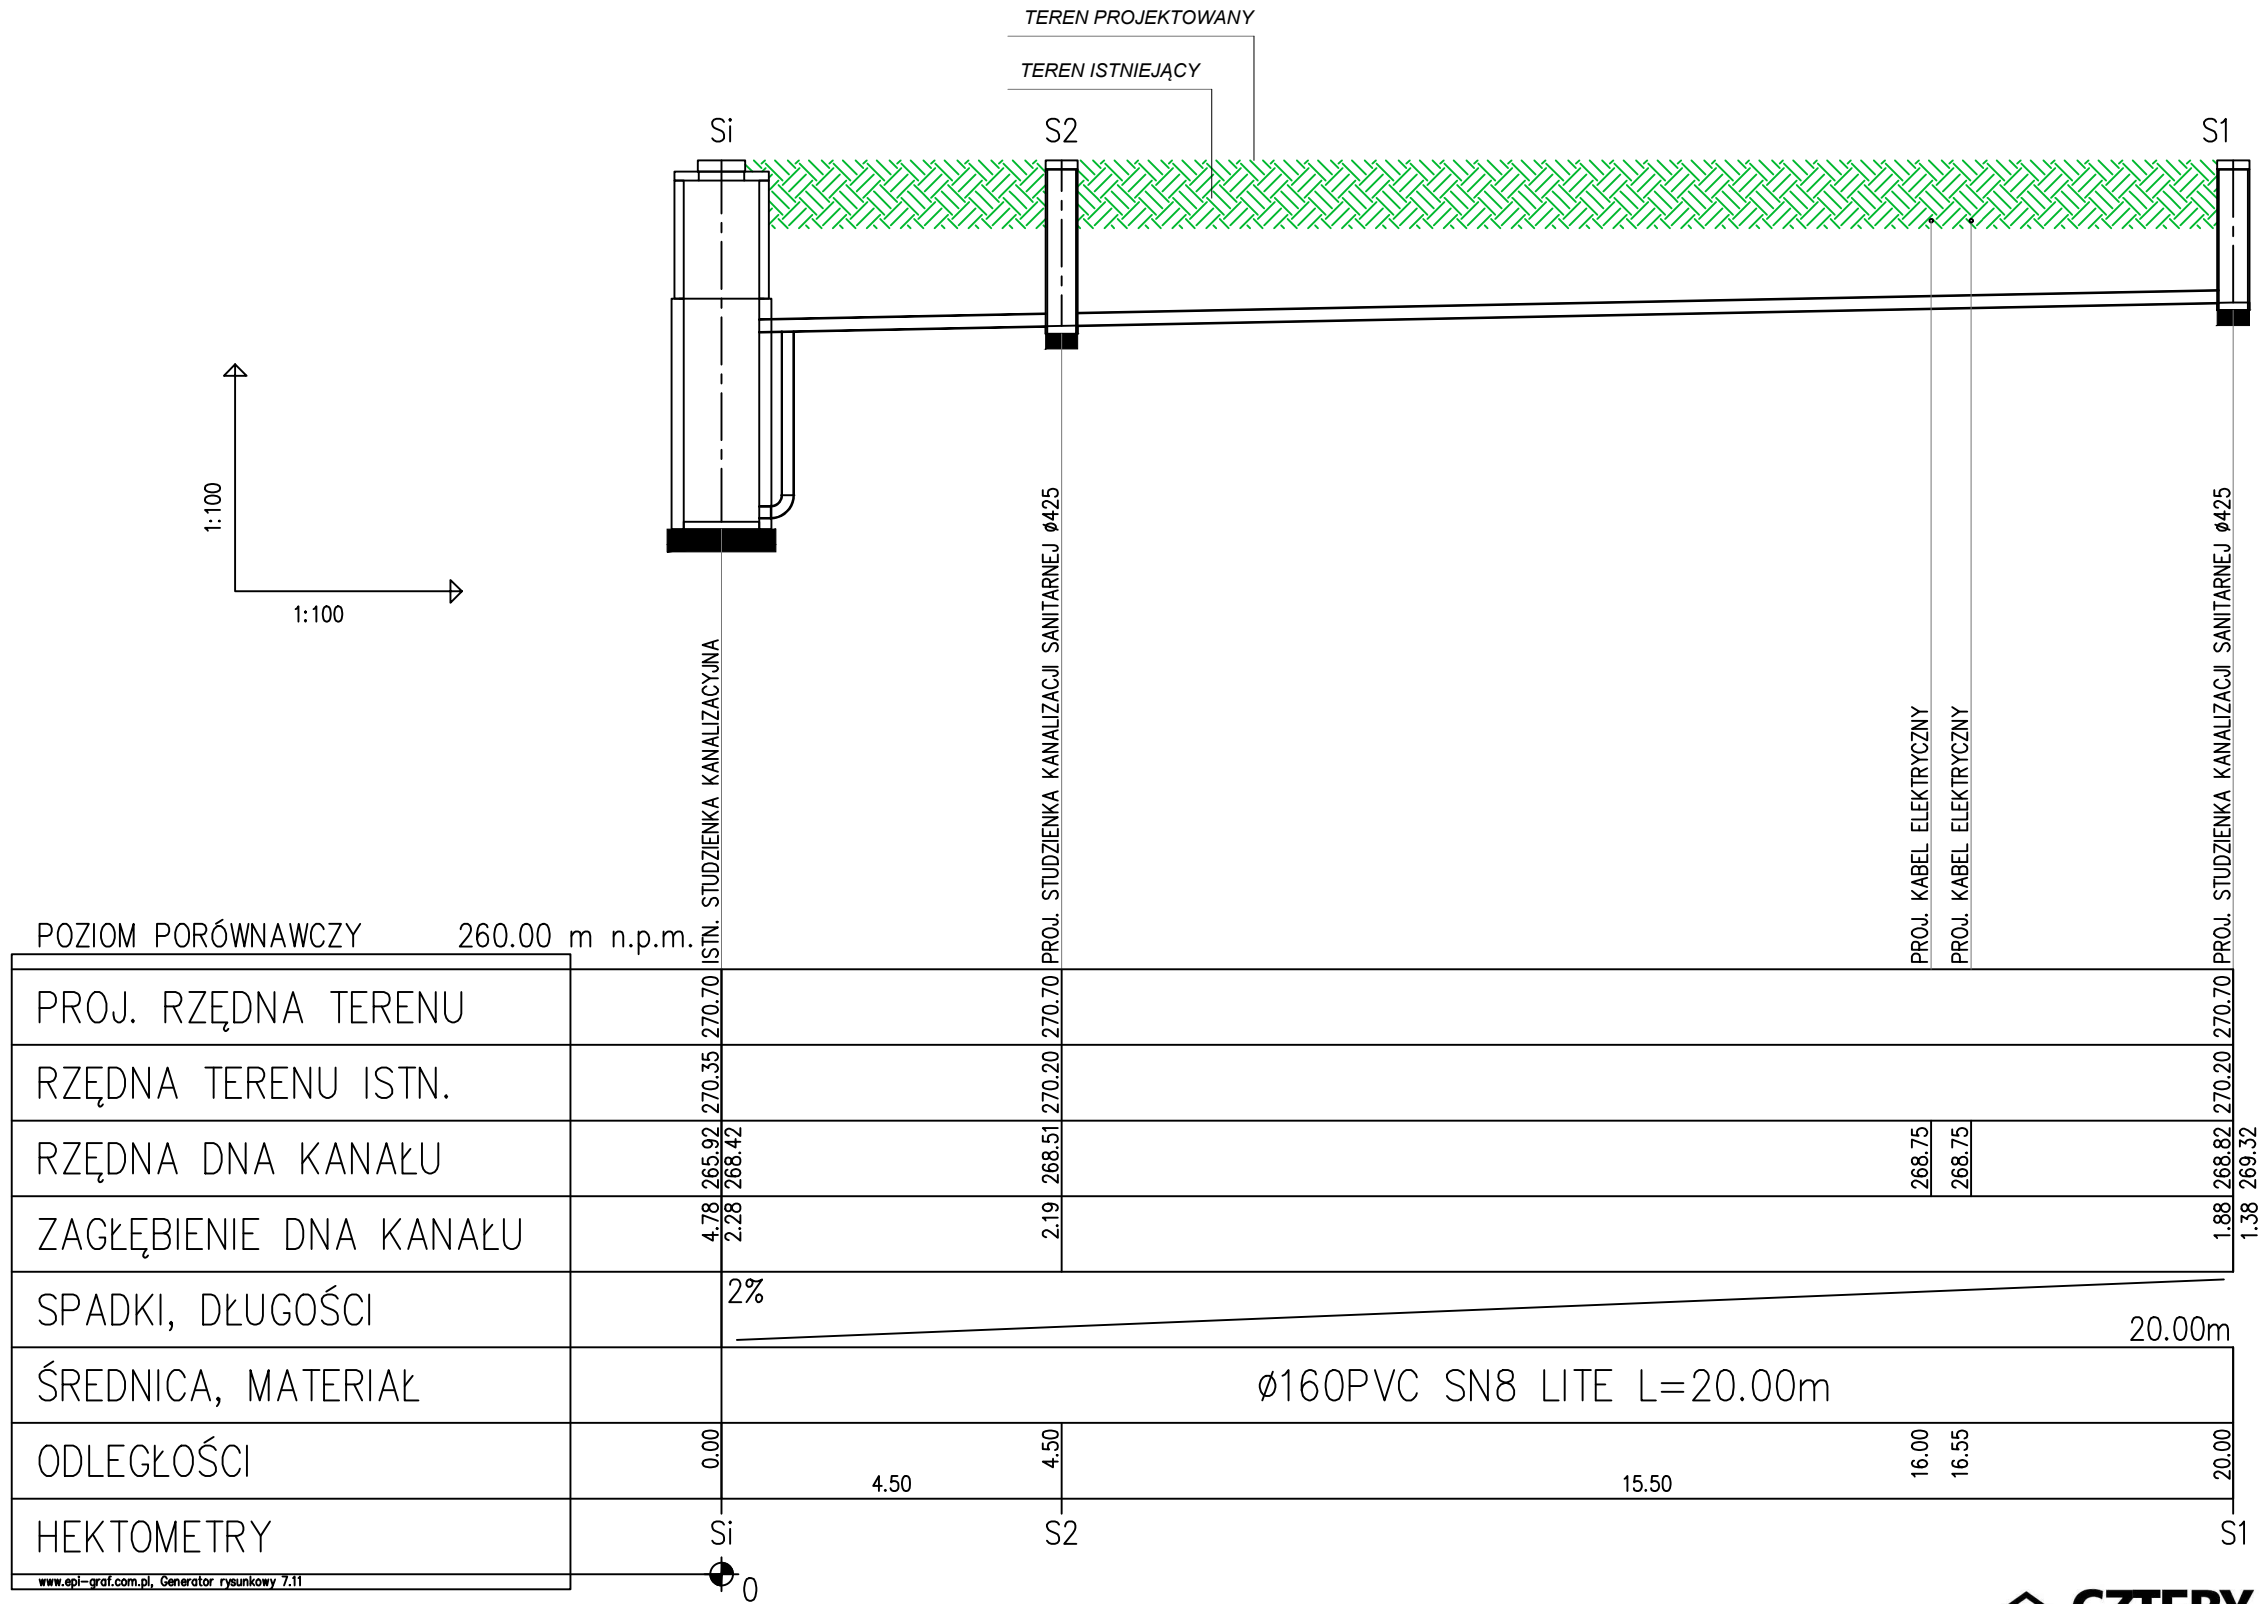 TEREN PROJEKTOWANY
TEREN ISTNIEJĄCY
Si
S2
S1
1:100
1:100
ISTN. STUDZIENKA KANALIZACYJNA
PROJ. STUDZIENKA KANALIZACJI SANITARNEJ ø425
PROJ. KABEL ELEKTRYCZNY
PROJ. KABEL ELEKTRYCZNY
PROJ. STUDZIENKA KANALIZACJI SANITARNEJ ø425
POZIOM PORÓWNAWCZY 260.00 m n.p.m.
PROJ. RZĘDNA TERENU 270.70 270.70 270.70
RZĘDNA TERENU ISTN. 270.35 270.20 270.20
RZĘDNA DNA KANAŁU 265.92 268.42 268.51 268.75 268.75 268.82 269.32
ZAGŁĘBIENIE DNA KANAŁU 4.78 2.28 2.19 1.88 1.38
SPADKI, DŁUGOŚCI 2% 20.00m
ŚREDNICA, MATERIAŁ ø160PVC SN8 LITE L=20.00m
ODLEGŁOŚCI 0.00 4.50 4.50 15.50 16.00 16.55 20.00
HEKTOMETRY Si S2 S1
www.epi-graf.com.pl, Generator rysunkowy 7.11
0
CZTERY